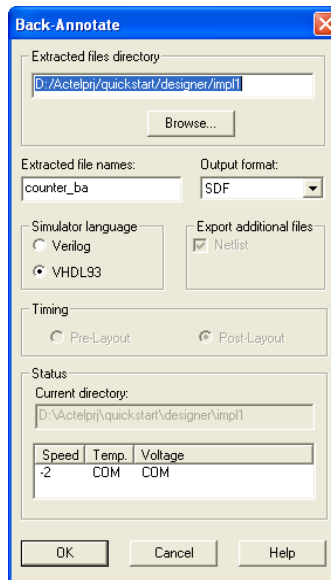 Back-Annotate
Extracted files directory
D:/Actelprj/quickstart/designer/impl1
Browse...
Extracted file names: Output format:
counter_ba SDF
Simulator language Export additional files
Verilog Netlist
VHDL93
Timing
Pre-Layout Post-Layout
Status
Current directory:
D:\Actelprj\quickstart\designer\impl1
Speed Temp. Voltage
-2 COM COM
OK Cancel Help